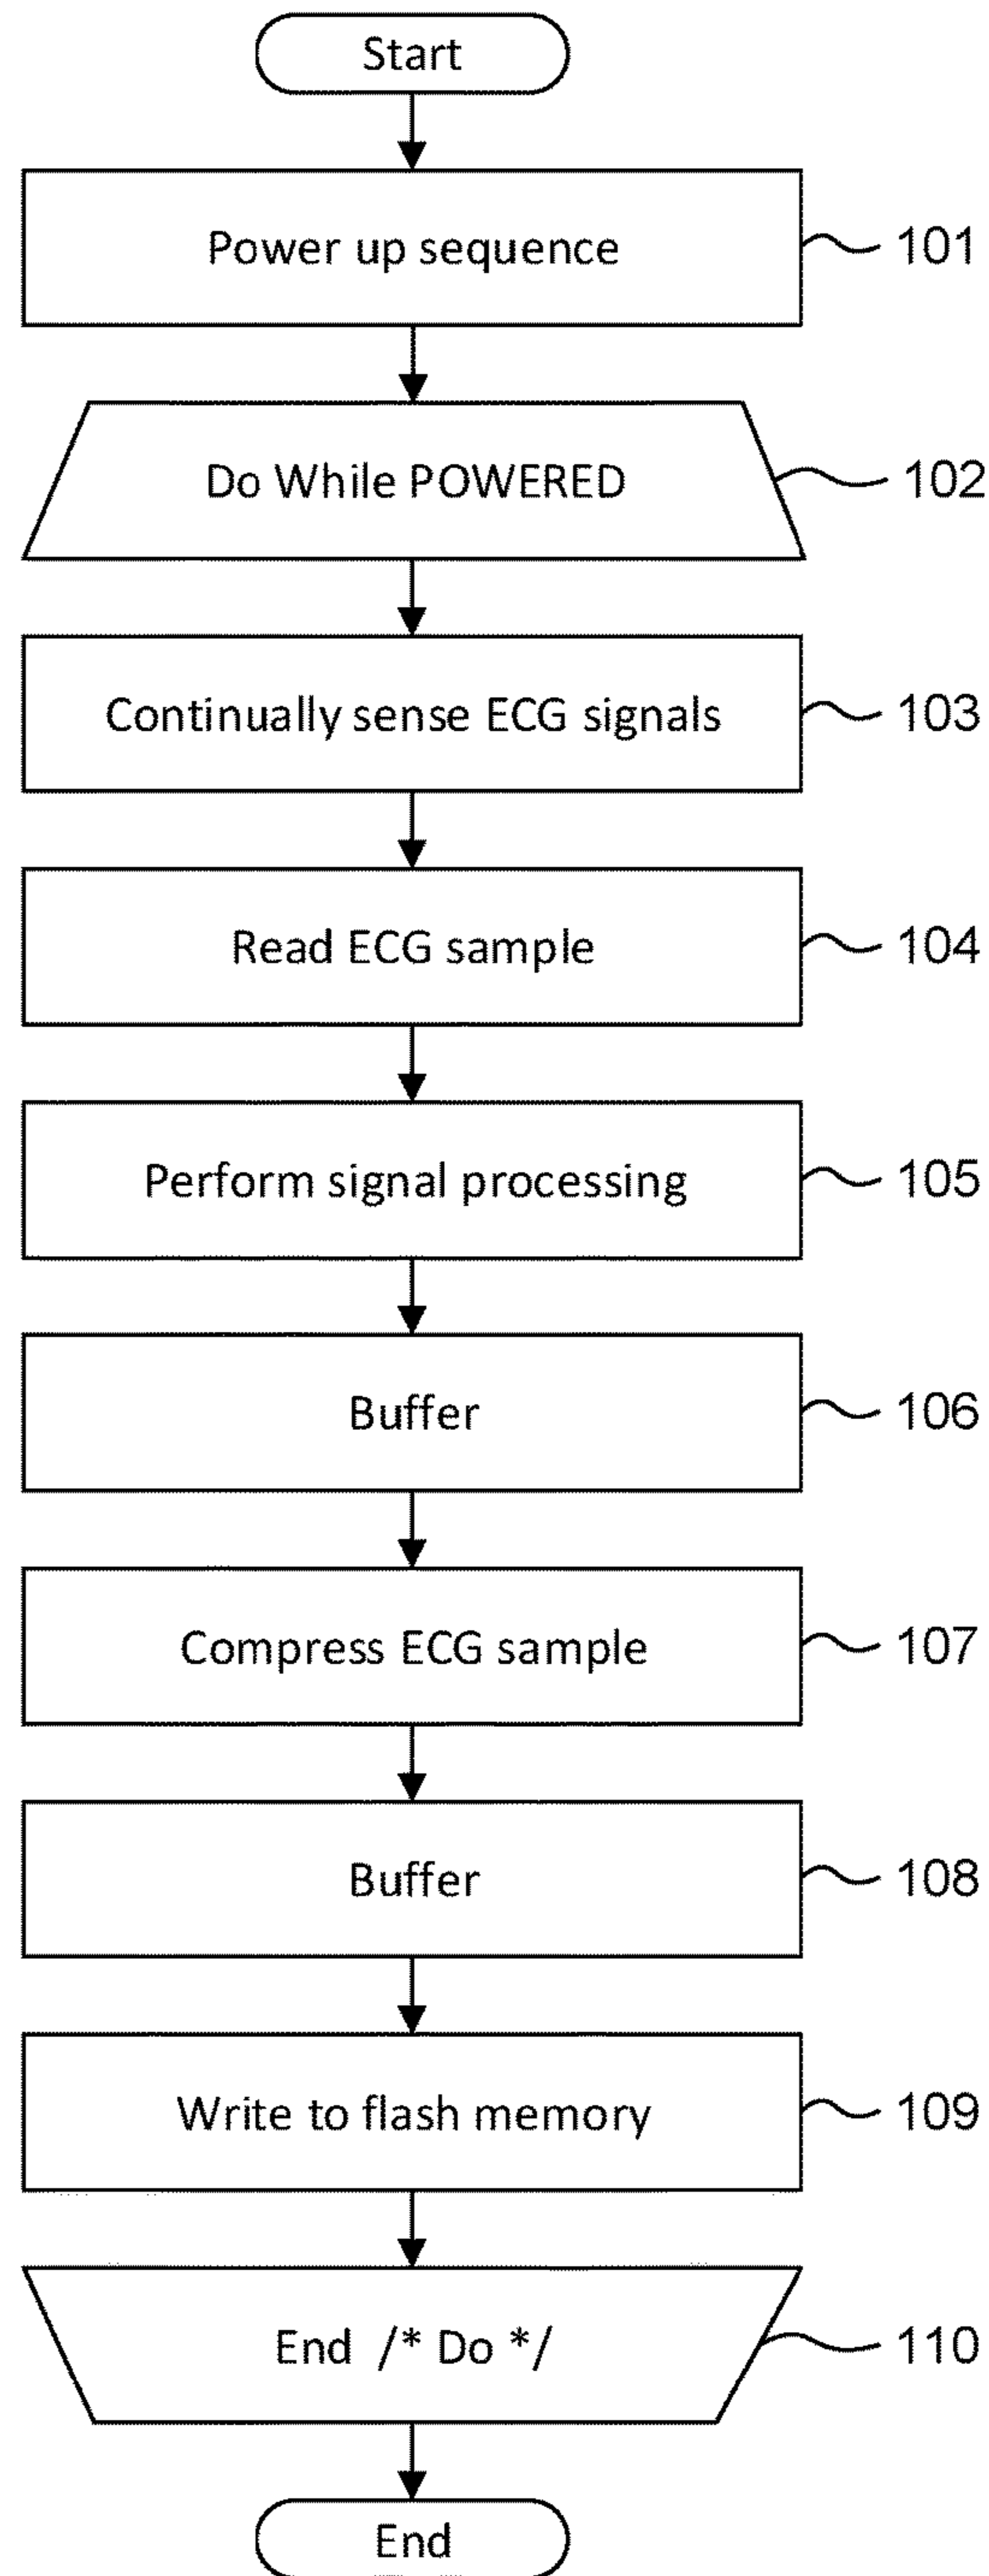 Start
Power up sequence 101
Do While POWERED 102
Continually sense ECG signals 103
Read ECG sample 104
Perform signal processing 105
Buffer 106
Compress ECG sample 107
Buffer 108
Write to flash memory 109
End /* Do */ 110
End